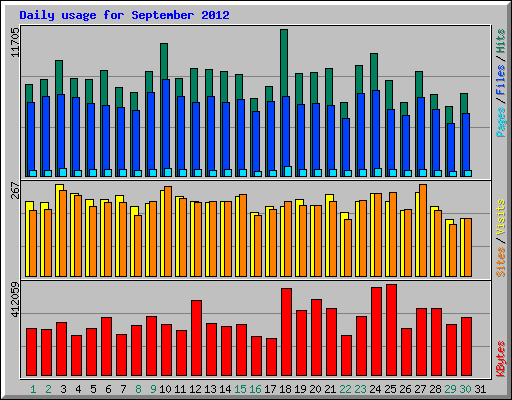 Daily usage for September 2012
11705
Pages/Files/Hits
267
Sites/Visits
412059
KBytes
1 2 3 4 5 6 7 8 9 10 11 12 13 14 15 16 17 18 19 20 21 22 23 24 25 26 27 28 29 30 31